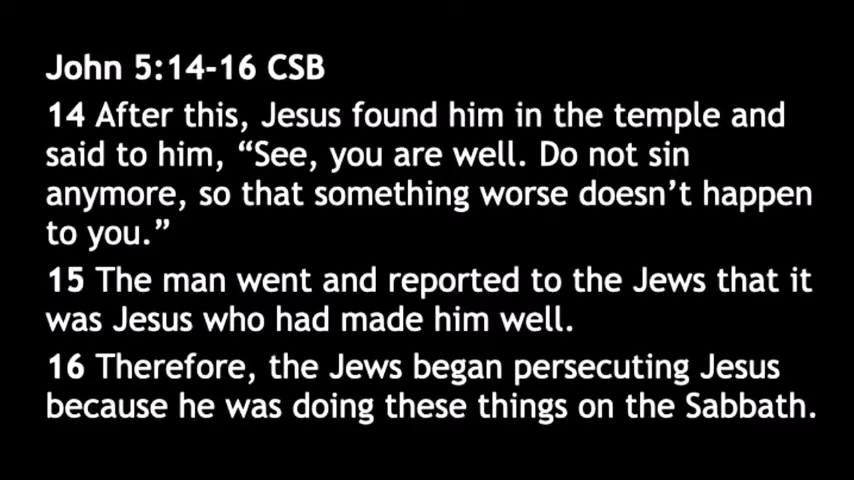 John 5:14-16 CSB
14 After this, Jesus found him in the temple and
said to him, “See, you are well. Do not sin
anymore, so that something worse doesn’t happen
to you.”
15 The man went and reported to the Jews that it
was Jesus who had made him well.
16 Therefore, the Jews began persecuting Jesus
because he was doing these things on the Sabbath.